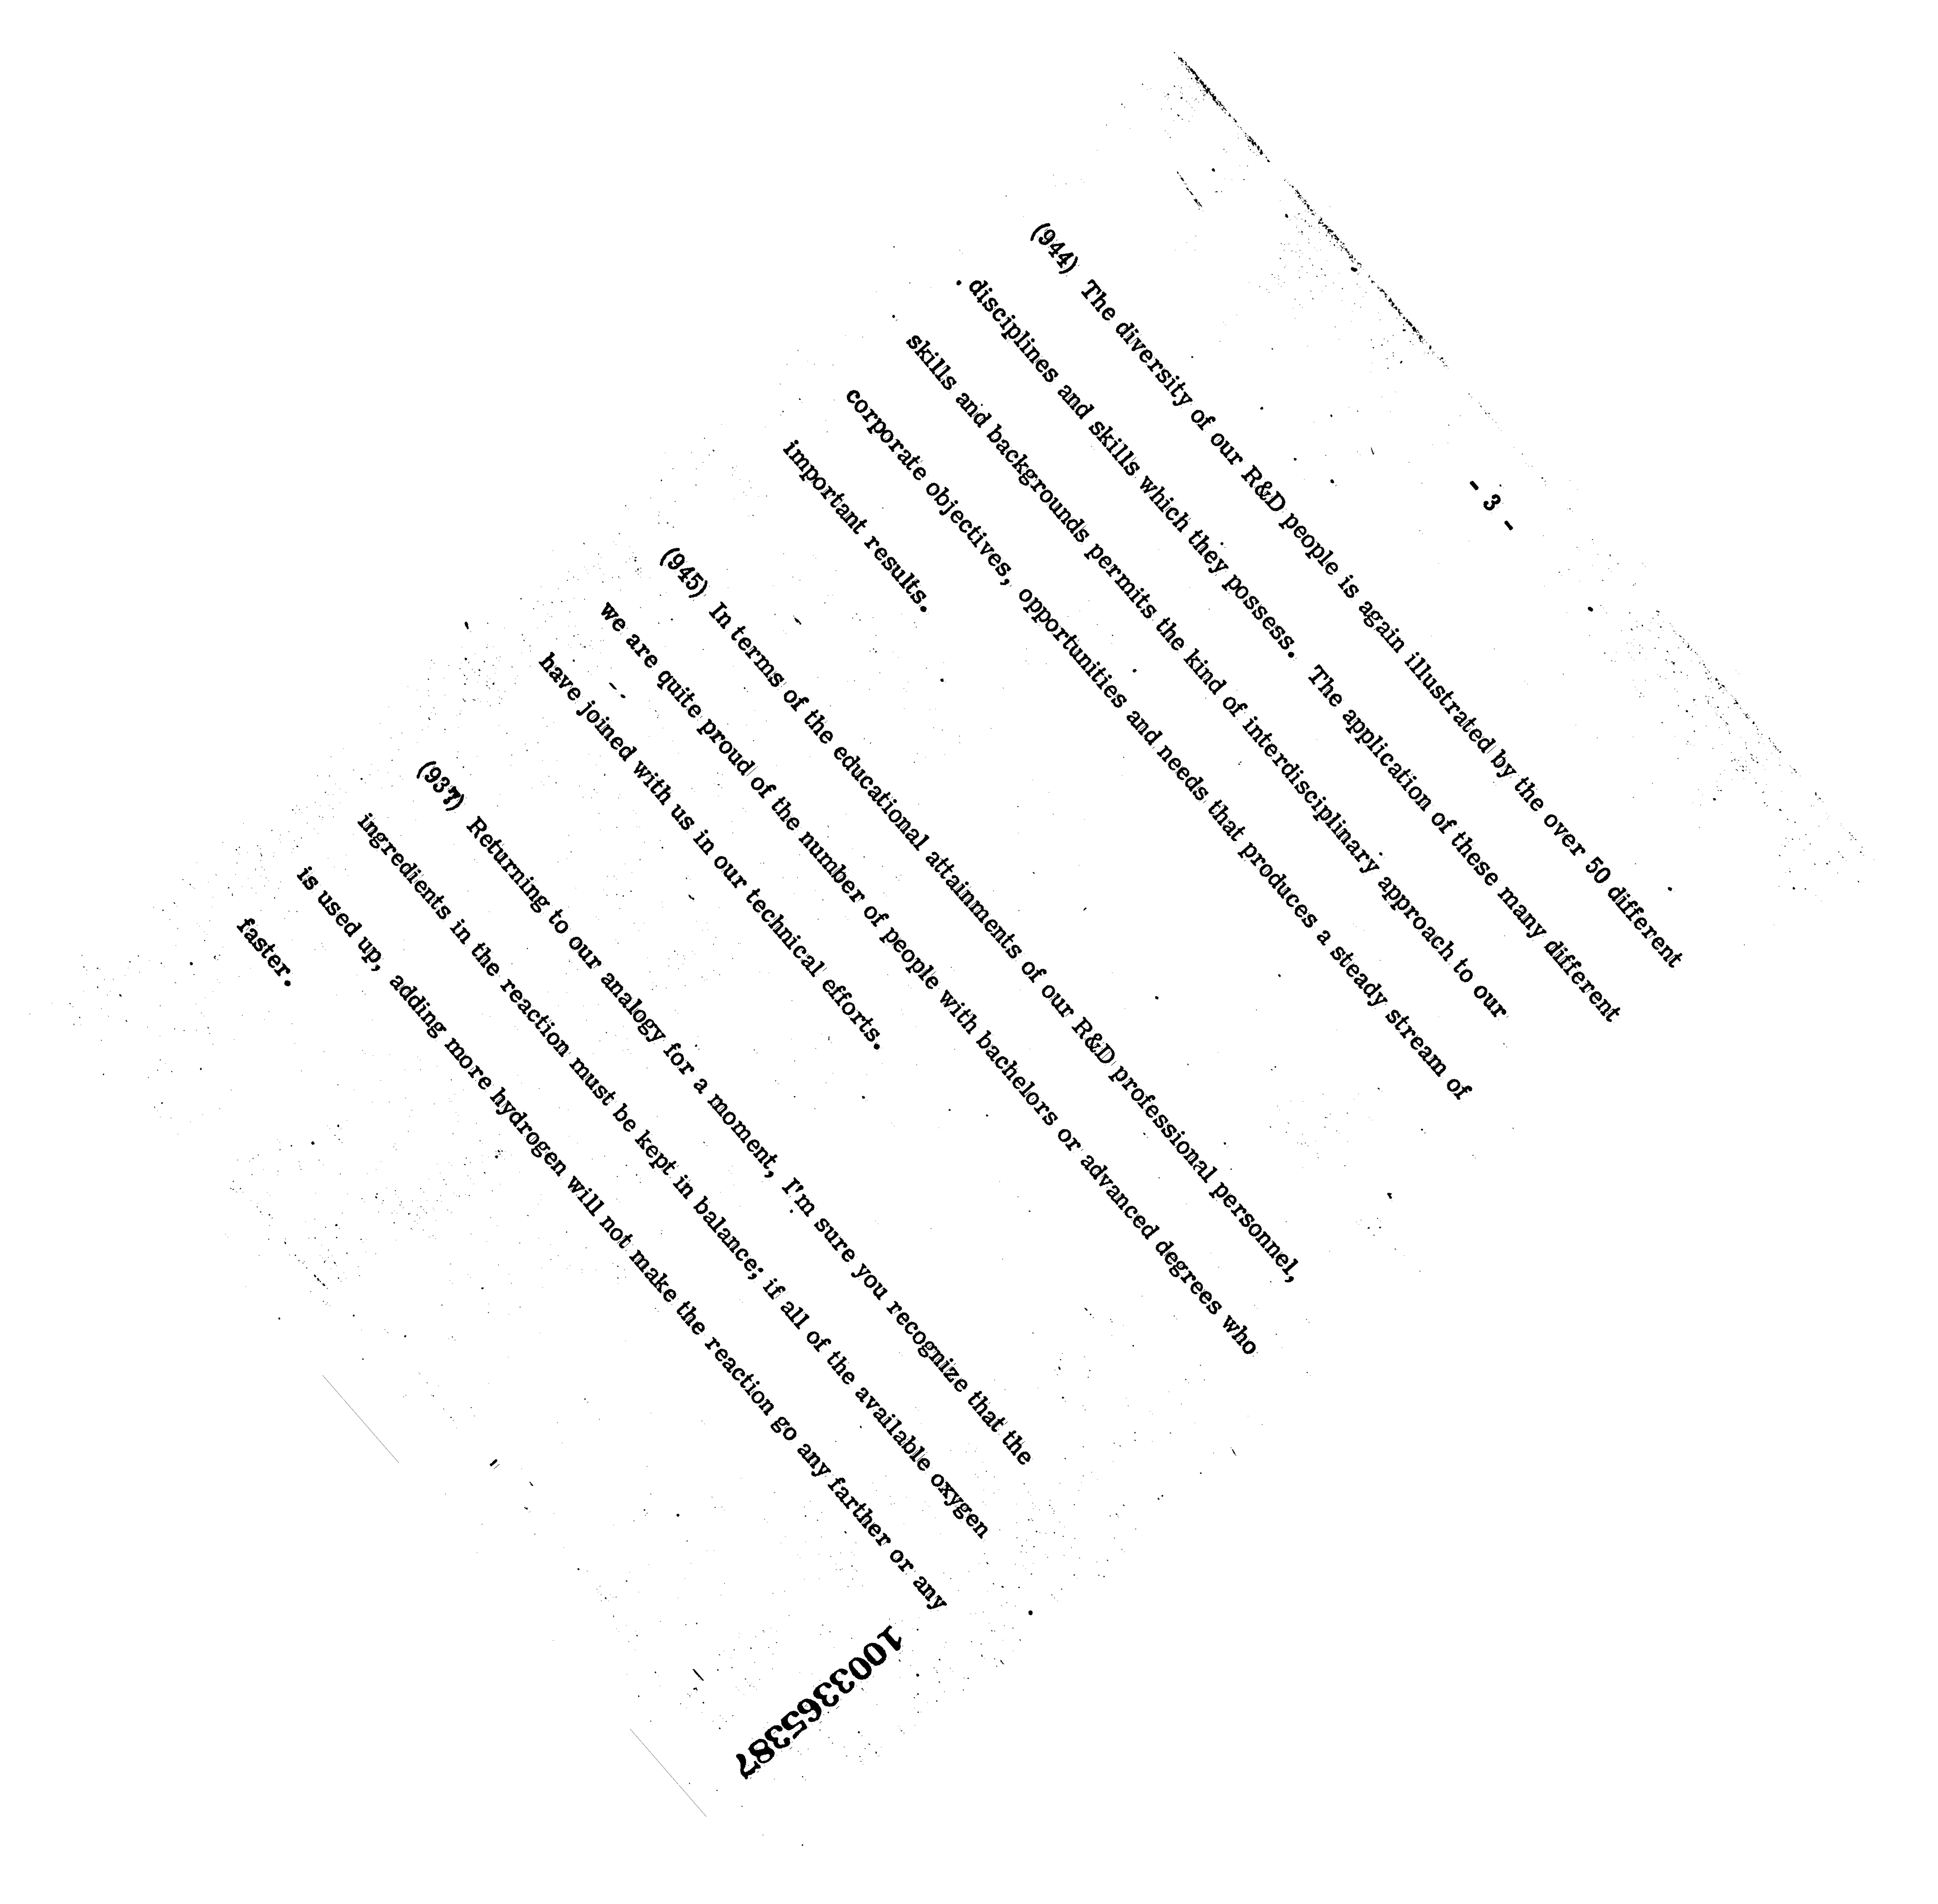 - 3 -
(944) The diversity of our R&D people is again illustrated by the over 50 different
disciplines and skills which they possess. The application of these many different
skills and backgrounds permits the kind of interdisciplinary approach to our
corporate objectives, opportunities and needs that produces a steady stream of
important results.
(945) In terms of the educational attainments of our R&D professional personnel,
we are quite proud of the number of people with bachelors or advanced degrees who
have joined with us in our technical efforts.
(937) Returning to our analogy for a moment, I'm sure you recognize that the
ingredients in the reaction must be kept in balance; if all of the available oxygen
is used up, adding more hydrogen will not make the reaction go any farther or any
faster.
1003365387